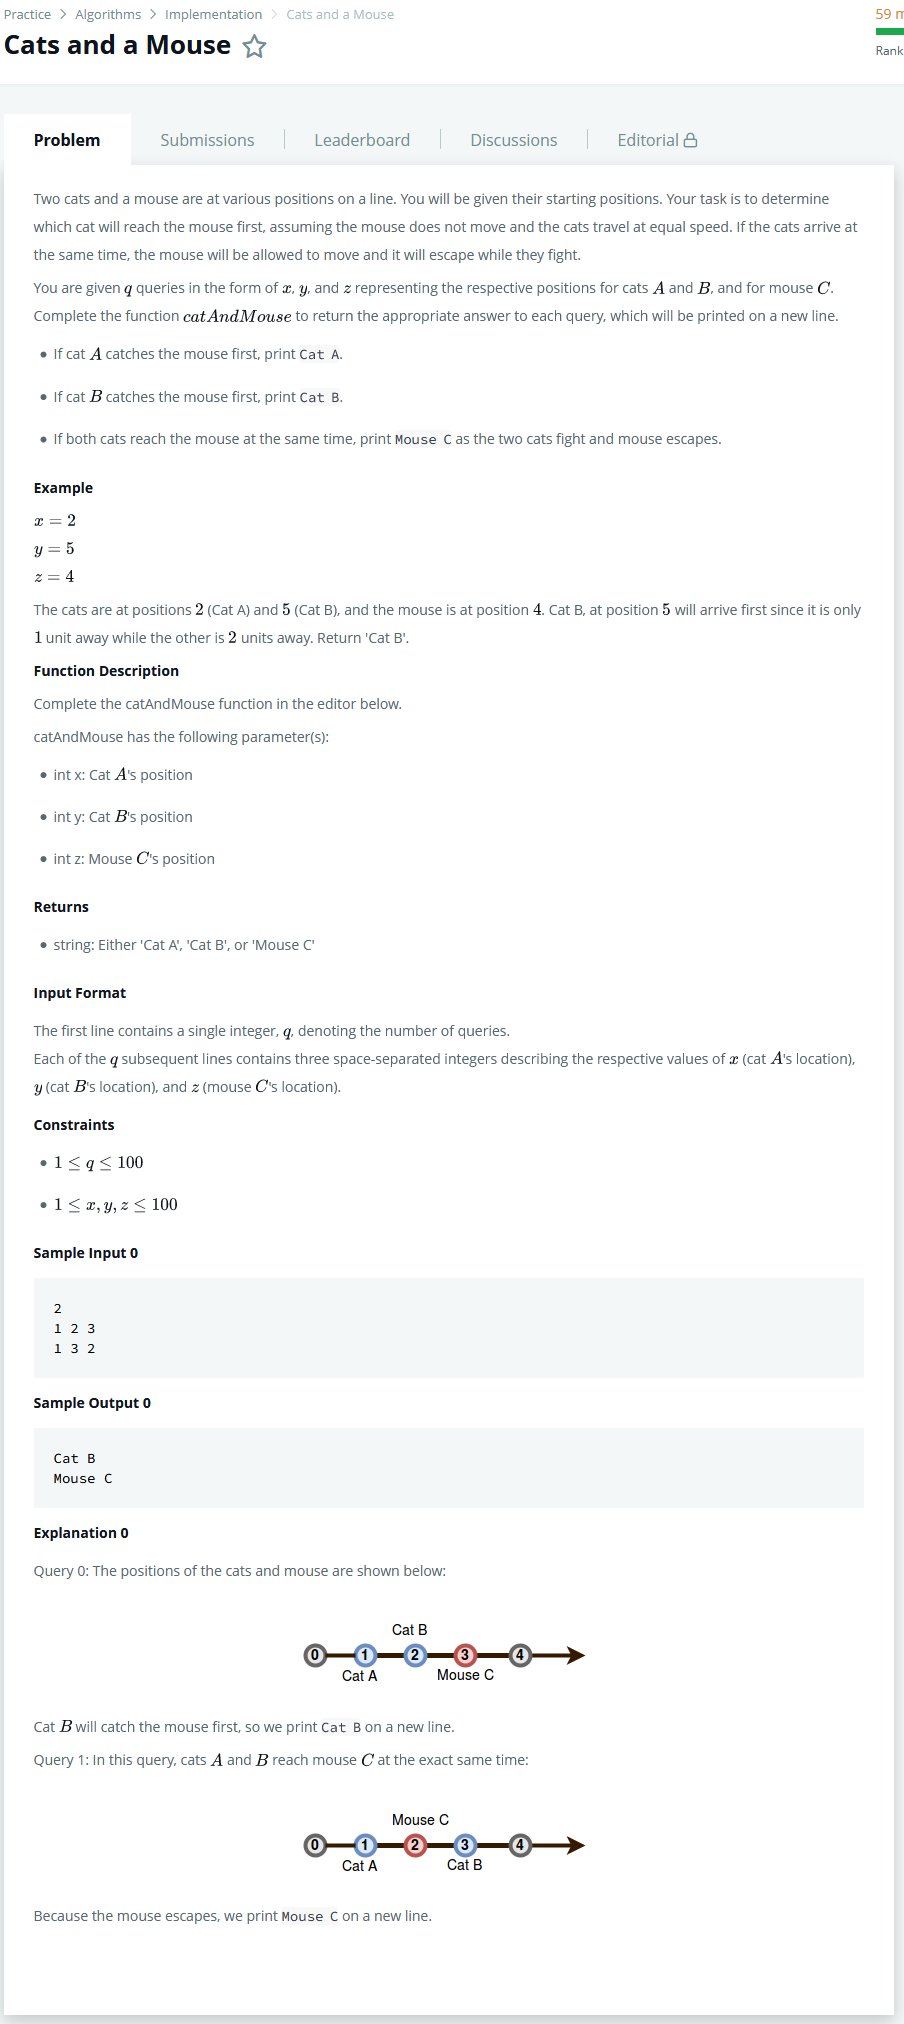 Practice > Algorithms > Implementation > Cats and a Mouse
59 m
Cats and a Mouse
Rank
Problem
Submissions
Leaderboard
Discussions
Editorial
Two cats and a mouse are at various positions on a line. You will be given their starting positions. Your task is to determine
which cat will reach the mouse first, assuming the mouse does not move and the cats travel at equal speed. If the cats arrive at
the same time, the mouse will be allowed to move and it will escape while they fight.
You are given q queries in the form of x, y, and z representing the respective positions for cats A and B, and for mouse C.
Complete the function catAndMouse to return the appropriate answer to each query, which will be printed on a new line.
• If cat A catches the mouse first, print Cat A.
• If cat B catches the mouse first, print Cat B.
• If both cats reach the mouse at the same time, print Mouse C as the two cats fight and mouse escapes.
Example
x = 2
y = 5
z = 4
The cats are at positions 2 (Cat A) and 5 (Cat B), and the mouse is at position 4. Cat B, at position 5 will arrive first since it is only
1 unit away while the other is 2 units away. Return 'Cat B'.
Function Description
Complete the catAndMouse function in the editor below.
catAndMouse has the following parameter(s):
• int x: Cat A's position
• int y: Cat B's position
• int z: Mouse C's position
Returns
• string: Either 'Cat A', 'Cat B', or 'Mouse C'
Input Format
The first line contains a single integer, q, denoting the number of queries.
Each of the q subsequent lines contains three space-separated integers describing the respective values of x (cat A's location),
y (cat B's location), and z (mouse C's location).
Constraints
• 1 ≤ q ≤ 100
• 1 ≤ x, y, z ≤ 100
Sample Input 0
2
1 2 3
1 3 2
Sample Output 0
Cat B
Mouse C
Explanation 0
Query 0: The positions of the cats and mouse are shown below:
Cat B
0 1 2 3 4
Cat A Mouse C
Cat B will catch the mouse first, so we print Cat B on a new line.
Query 1: In this query, cats A and B reach mouse C at the exact same time:
Mouse C
0 1 2 3 4
Cat A Cat B
Because the mouse escapes, we print Mouse C on a new line.